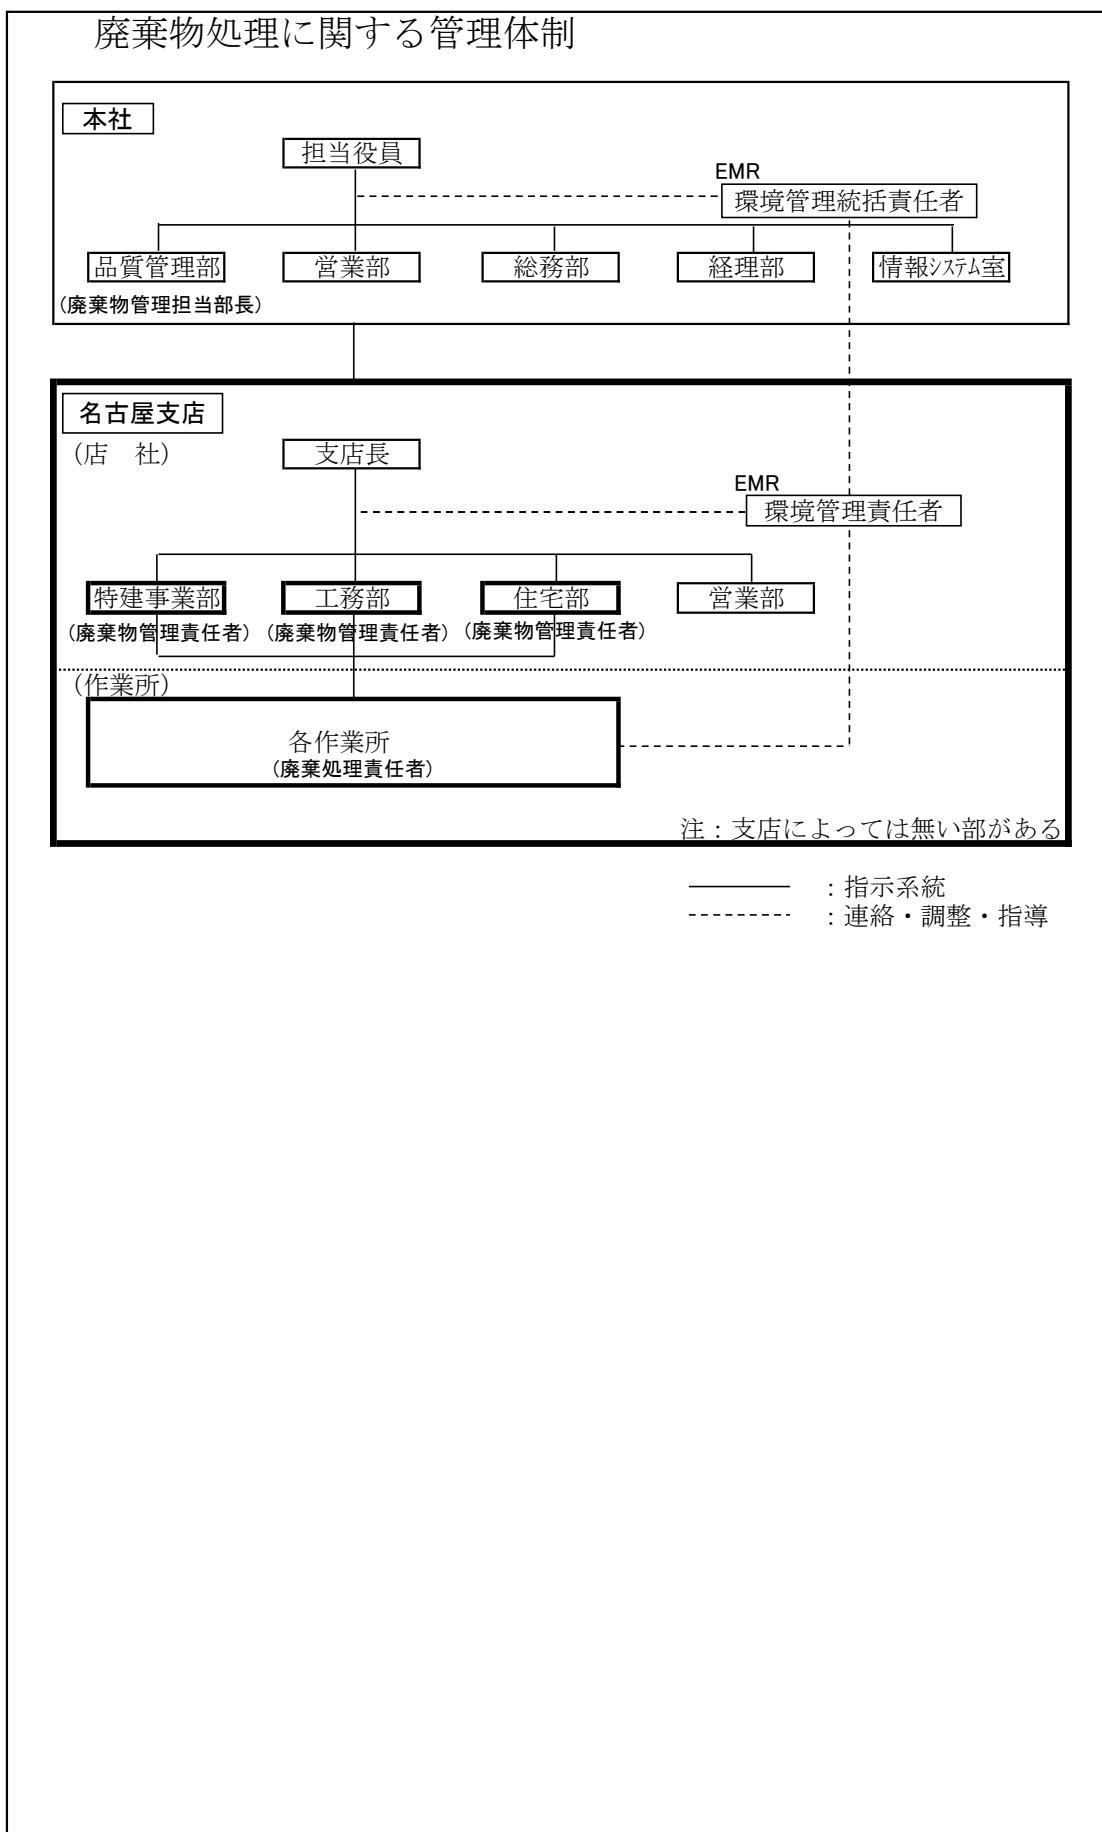 廃棄物処理に関する管理体制
本社
担当役員
EMR
環境管理統括責任者
品質管理部 営業部 総務部 経理部 情報ｼｽﾃﾑ室
(廃棄物管理担当部長)
名古屋支店
(店　社)
支店長
EMR
環境管理責任者
特建事業部 工務部 住宅部 営業部
(廃棄物管理責任者) (廃棄物管理責任者) (廃棄物管理責任者)
(作業所)
各作業所
(廃棄処理責任者)
注：支店によっては無い部がある
：指示系統
：連絡・調整・指導